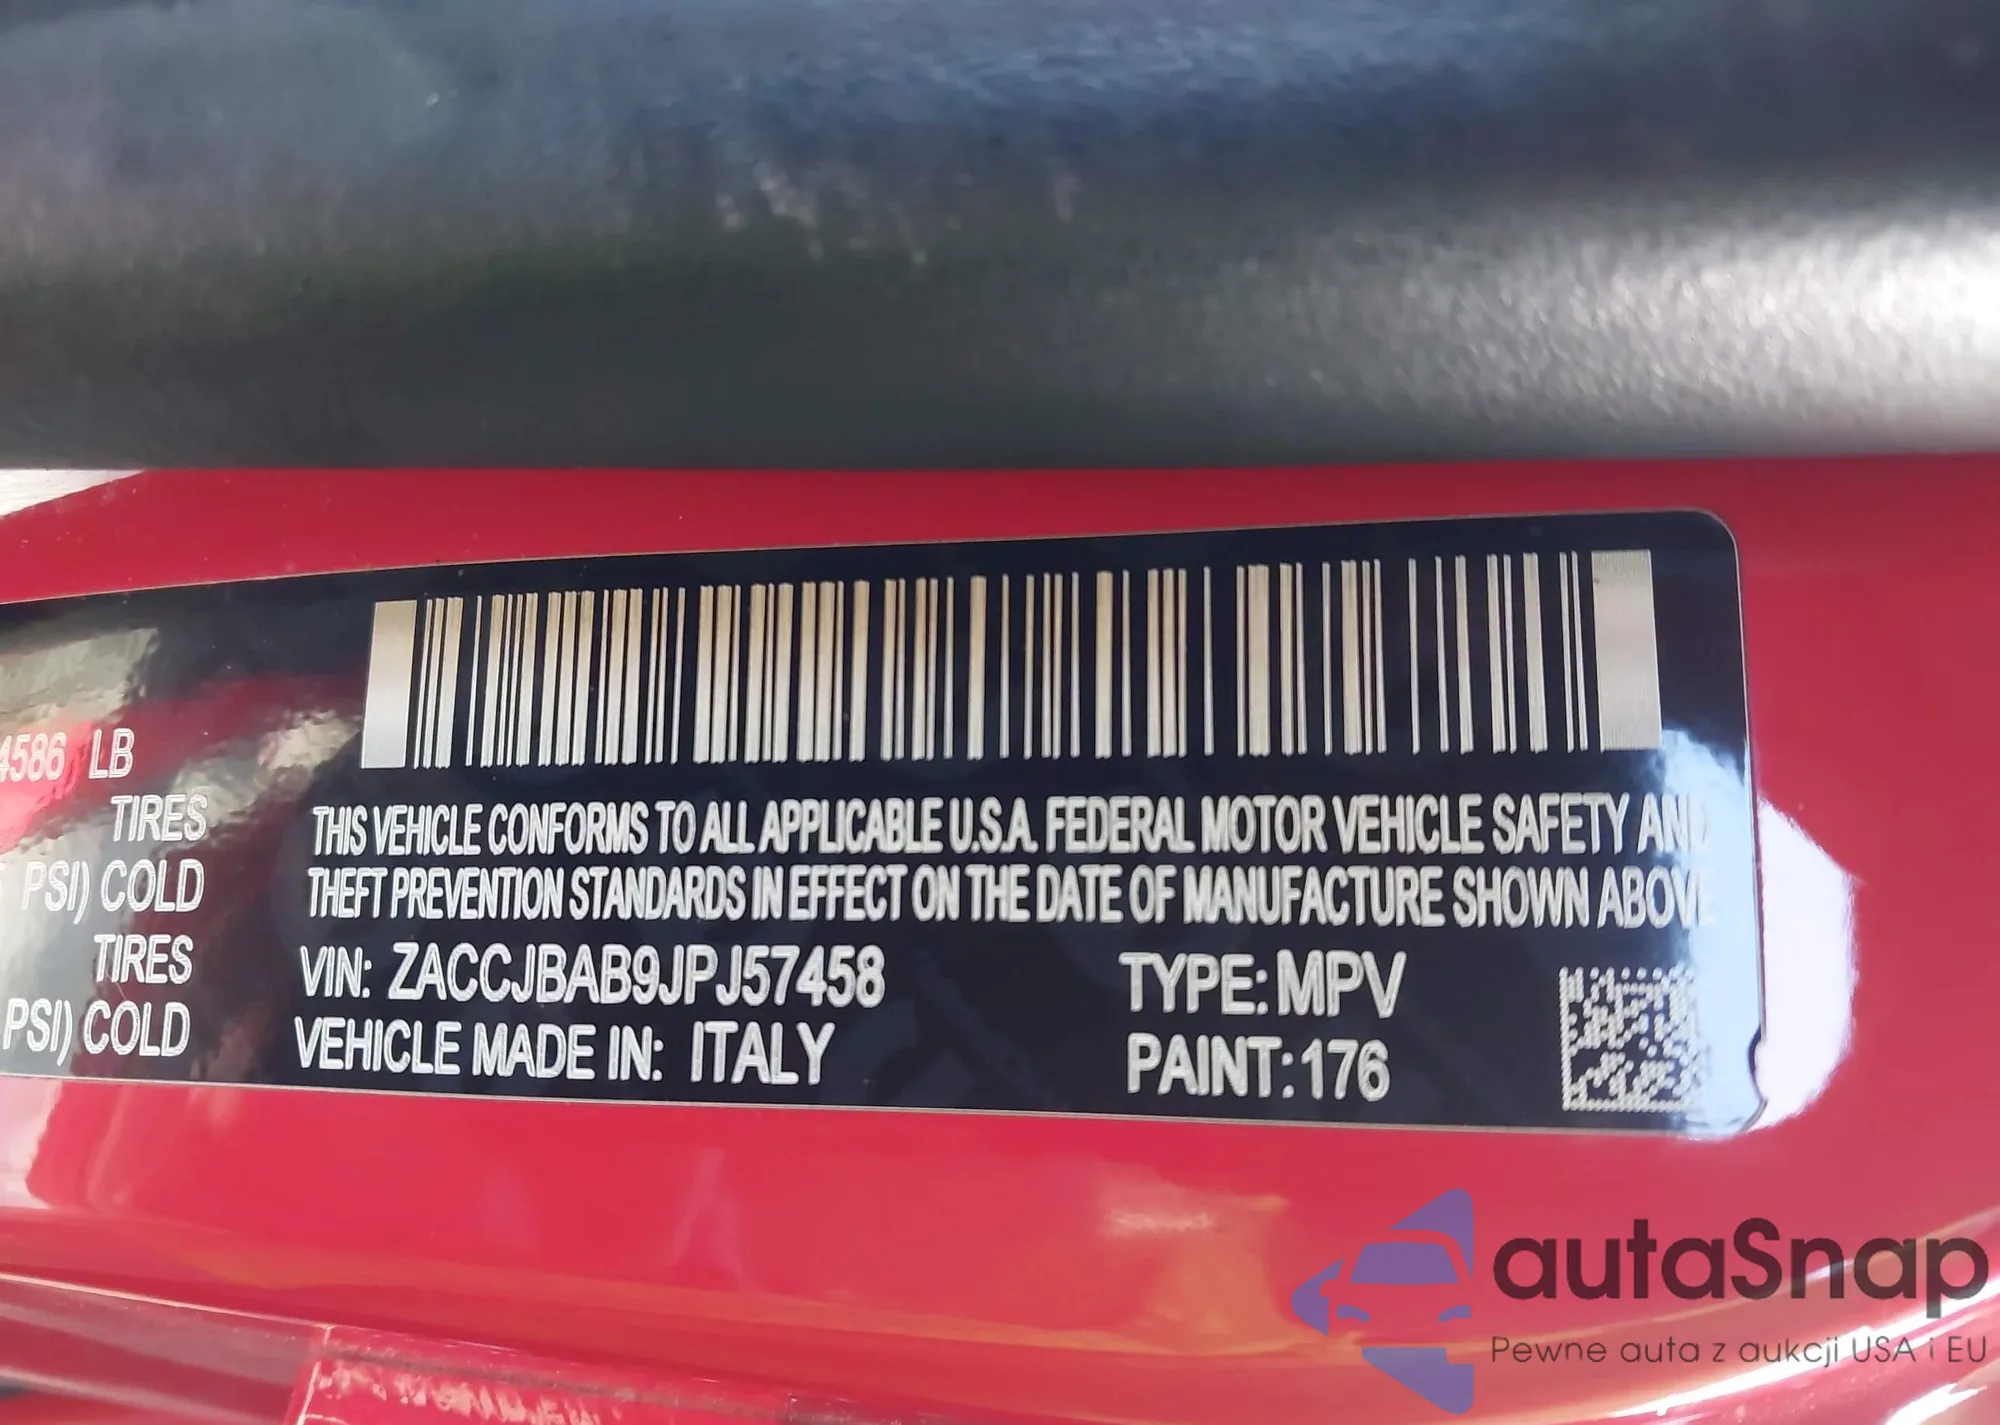 4586 LB
TIRES
PSI) COLD
TIRES
PSI) COLD
THIS VEHICLE CONFORMS TO ALL APPLICABLE U.S.A. FEDERAL MOTOR VEHICLE SAFETY AND
THEFT PREVENTION STANDARDS IN EFFECT ON THE DATE OF MANUFACTURE SHOWN ABOVE
VIN: ZACCJBAB9JPJ57458
TYPE: MPV
VEHICLE MADE IN: ITALY
PAINT: 176
autaSnap
Pewne auta z aukcji USA i EU